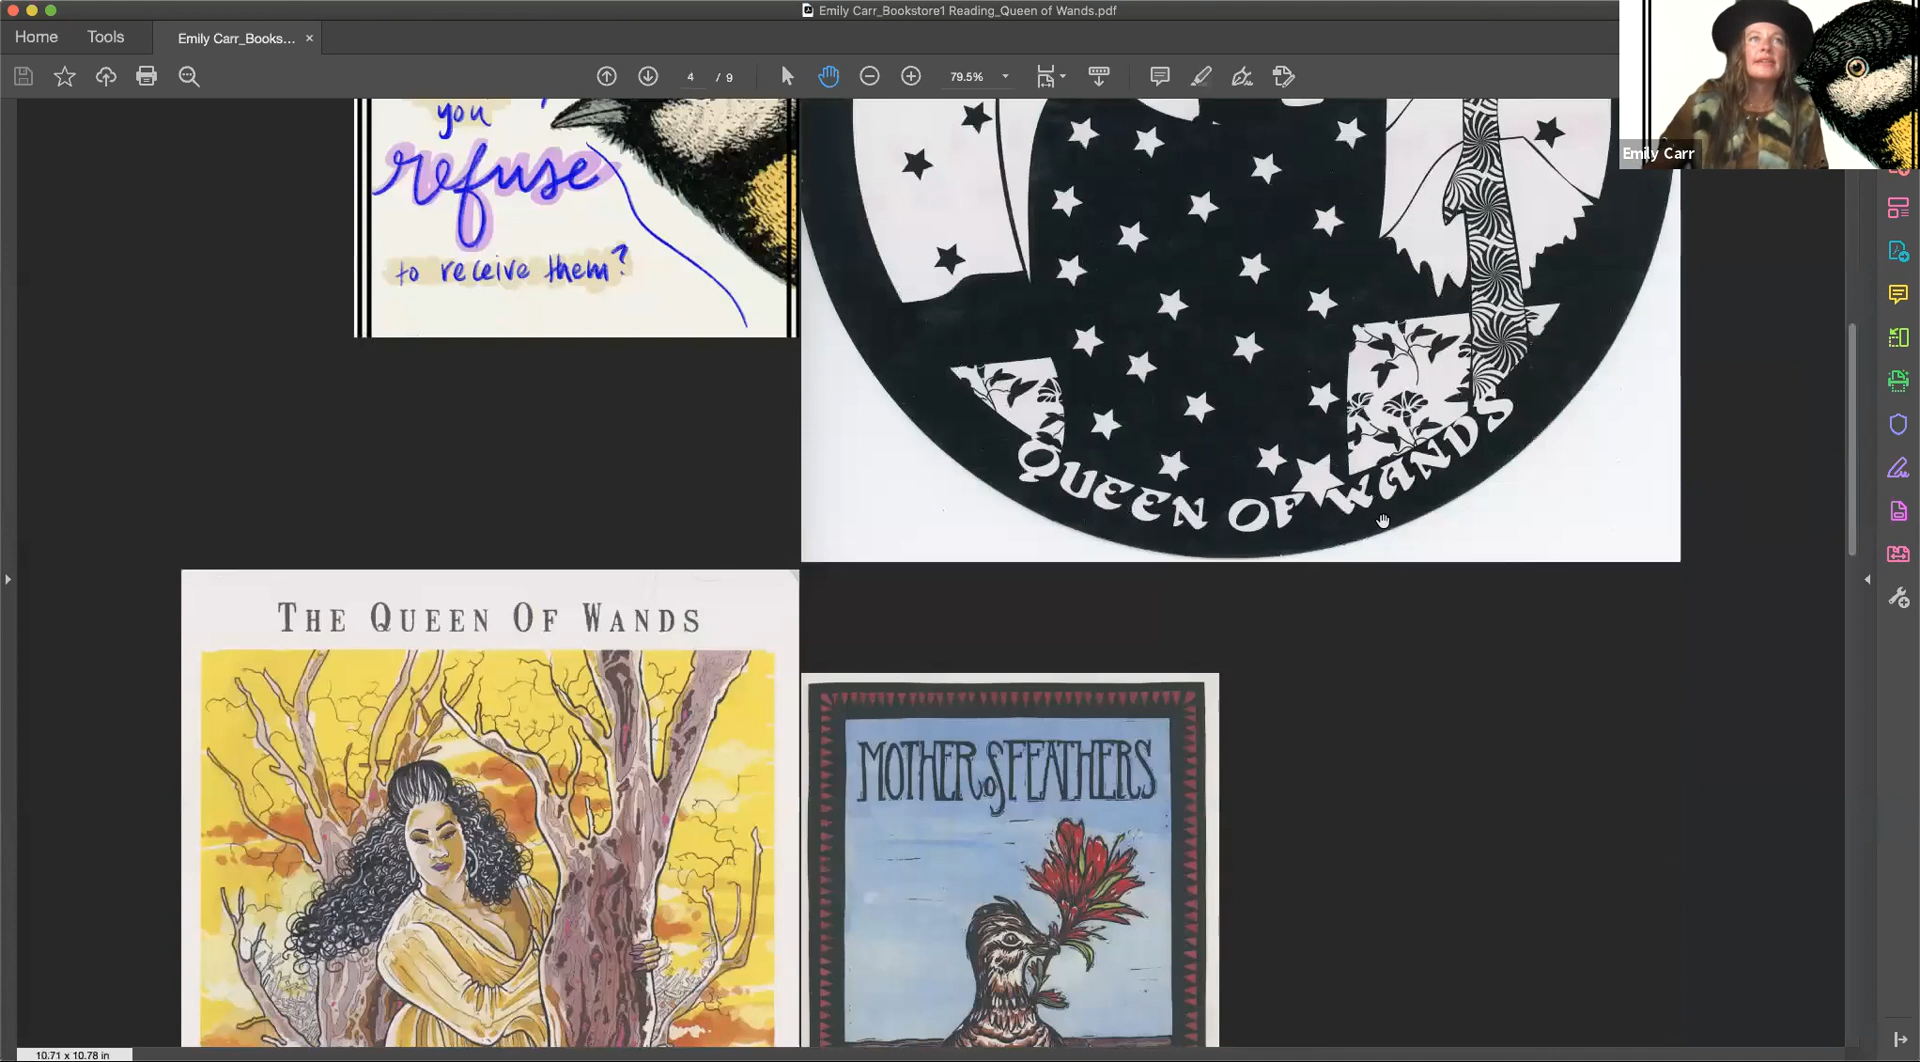 Emily Carr_Bookstore1 Reading_Queen of Wands.pdf
Home
Tools
Emily Carr_Books...
4 / 9
79.5%
Emily Carr
you
refuse
to receive them?
QUEEN OF WANDS
THE QUEEN OF WANDS
MOTHER of FEATHERS
10.71 x 10.78 in